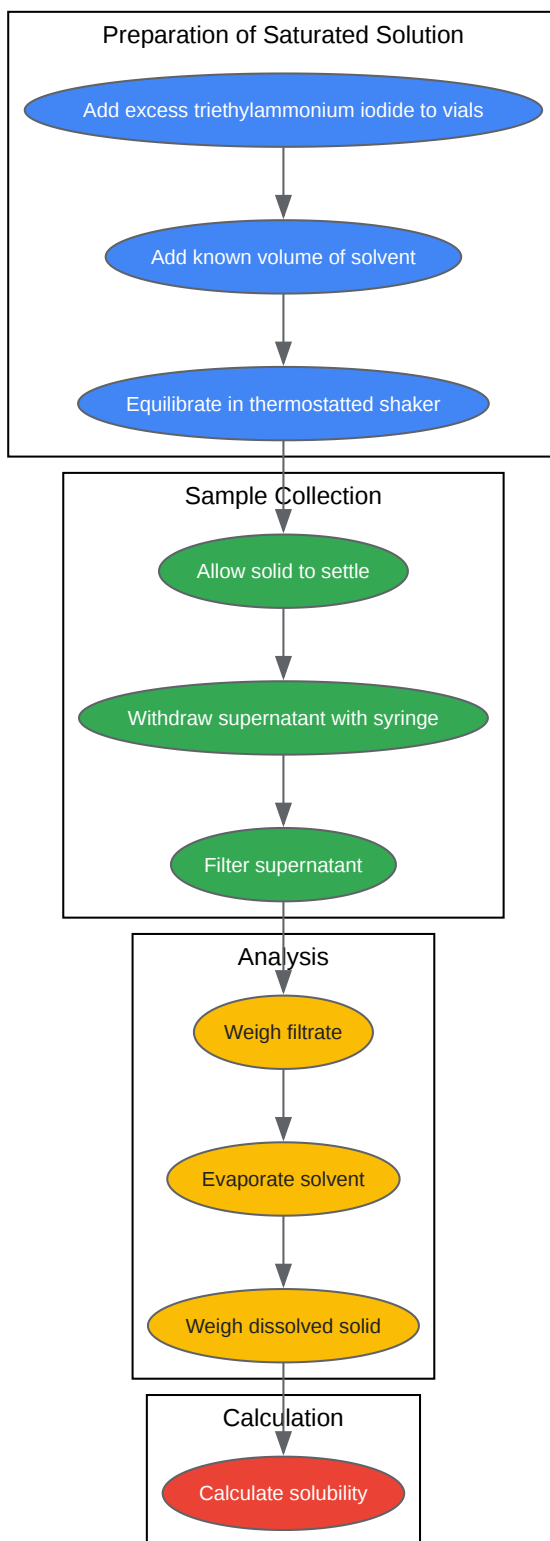 Preparation of Saturated Solution
Add excess triethylammonium iodide to vials
Add known volume of solvent
Equilibrate in thermostatted shaker
Sample Collection
Allow solid to settle
Withdraw supernatant with syringe
Filter supernatant
Analysis
Weigh filtrate
Evaporate solvent
Weigh dissolved solid
Calculation
Calculate solubility